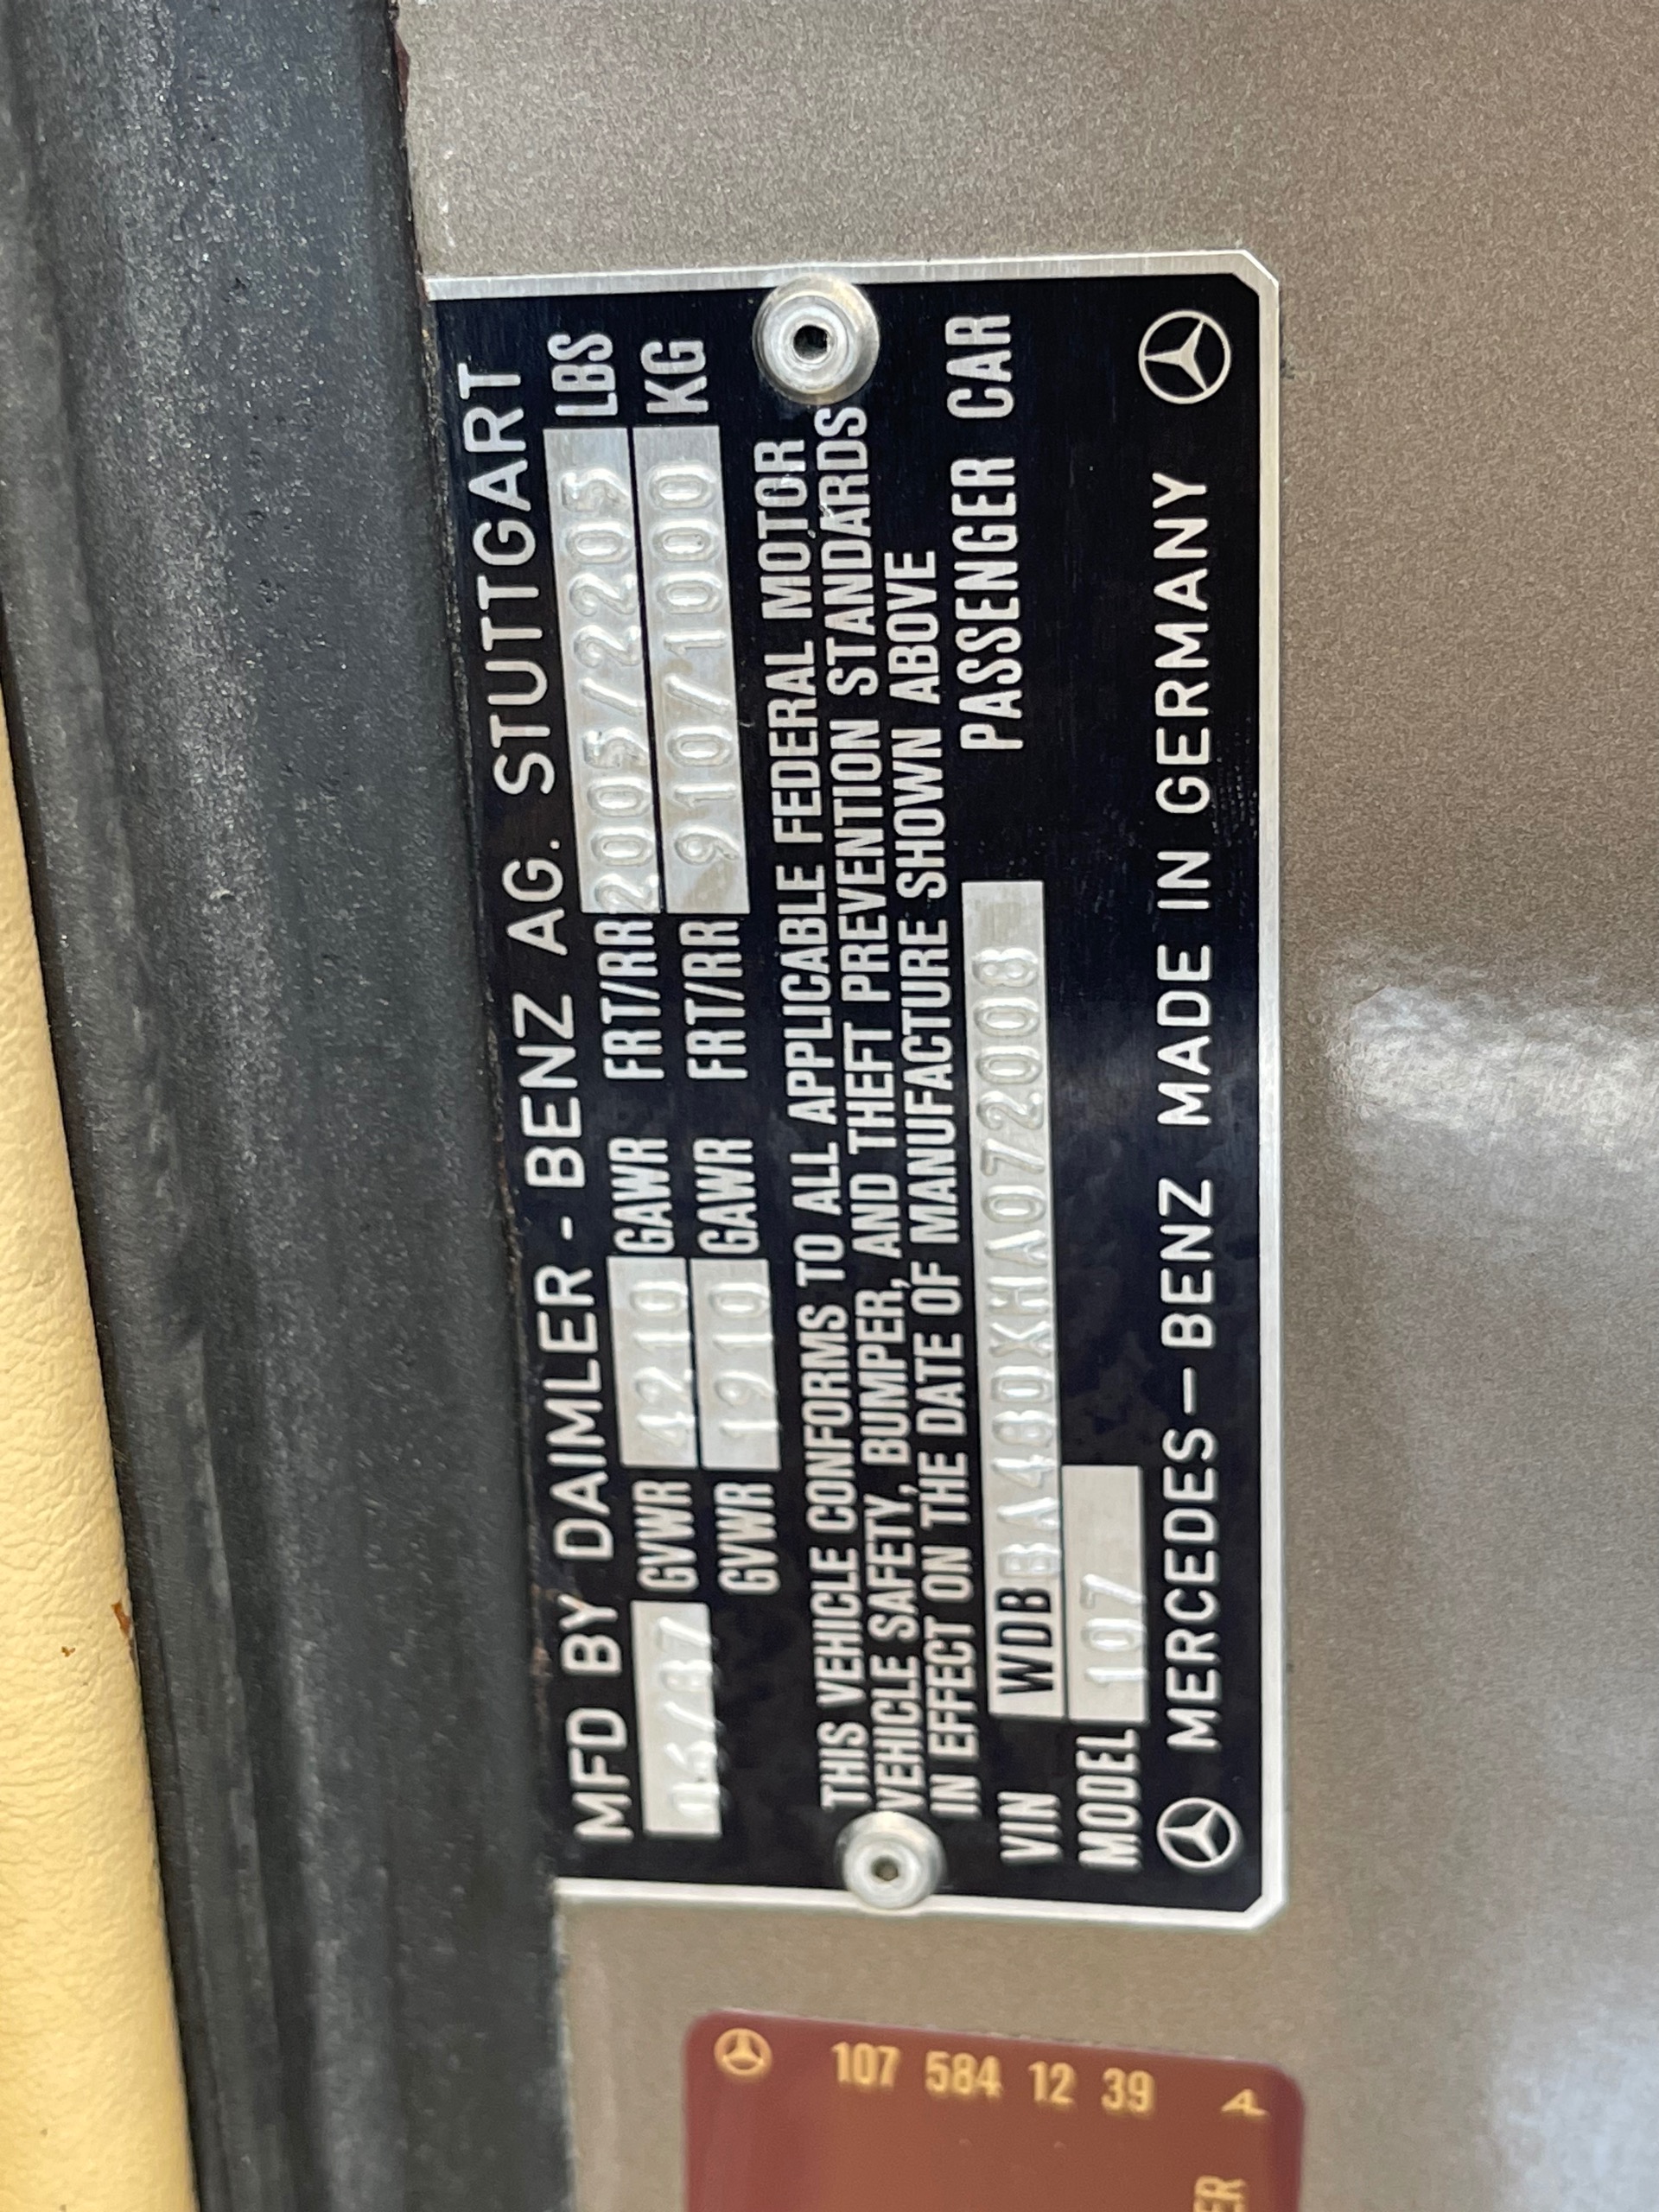 MFD BY DAIMLER - BENZ AG. STUTTGART
GVWR 4210 GAWR FRT/RR 2005/2203 LBS
GVWR 1910 GAWR FRT/RR 910/1000 KG
THIS VEHICLE CONFORMS TO ALL APPLICABLE FEDERAL MOTOR
VEHICLE SAFETY, BUMPER, AND THEFT PREVENTION STANDARDS
IN EFFECT ON THE DATE OF MANUFACTURE SHOWN ABOVE
VIN WDB BA48DXHA072008 PASSENGER CAR
MODEL 107
MERCEDES-BENZ MADE IN GERMANY
107 584 12 39